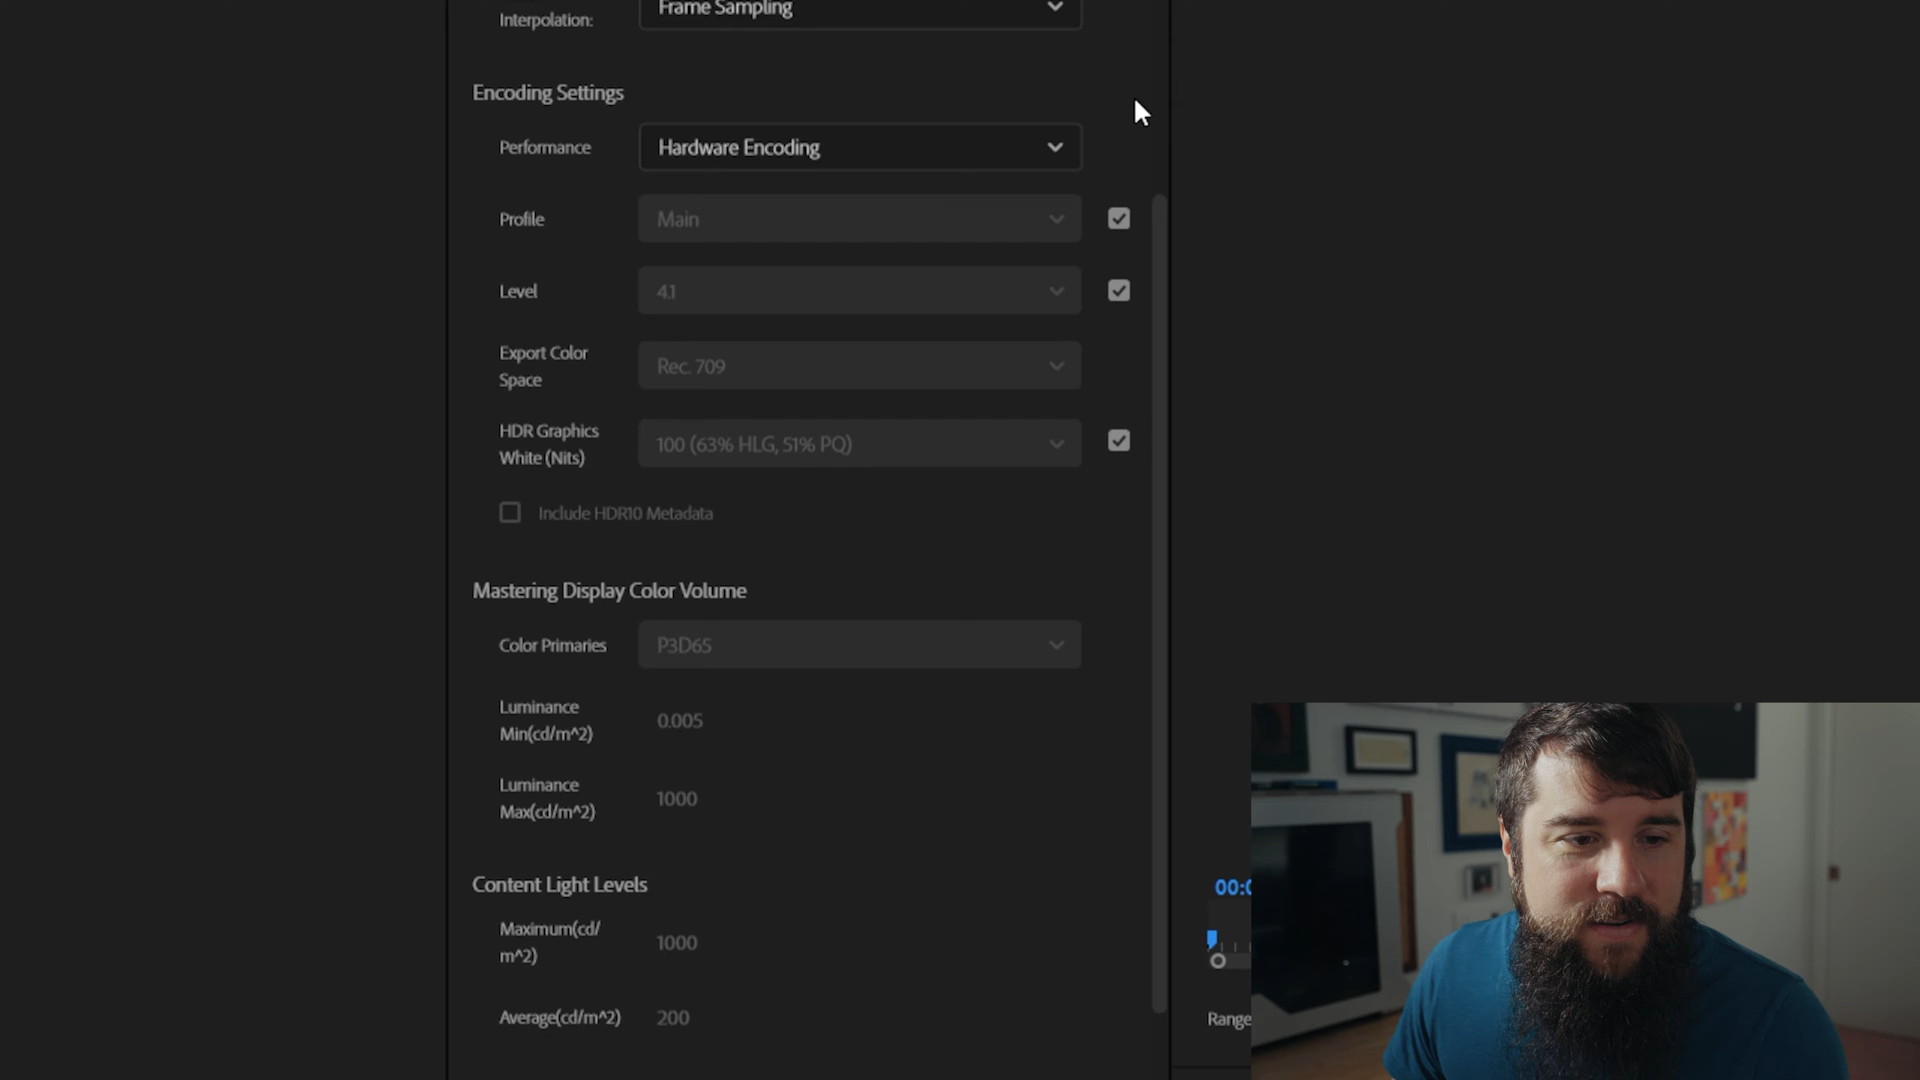 Interpolation: Frame Sampling
Encoding Settings
Performance Hardware Encoding
Profile Main
Level 4.1
Export Color
Space Rec. 709
HDR Graphics
White (Nits) 100 (63% HLG, 51% PQ)
Include HDR10 Metadata
Mastering Display Color Volume
Color Primaries P3D65
Luminance
Min(cd/m^2) 0.005
Luminance
Max(cd/m^2) 1000
Content Light Levels
Maximum(cd/
m^2) 1000
Average(cd/m^2) 200
00:0
Range